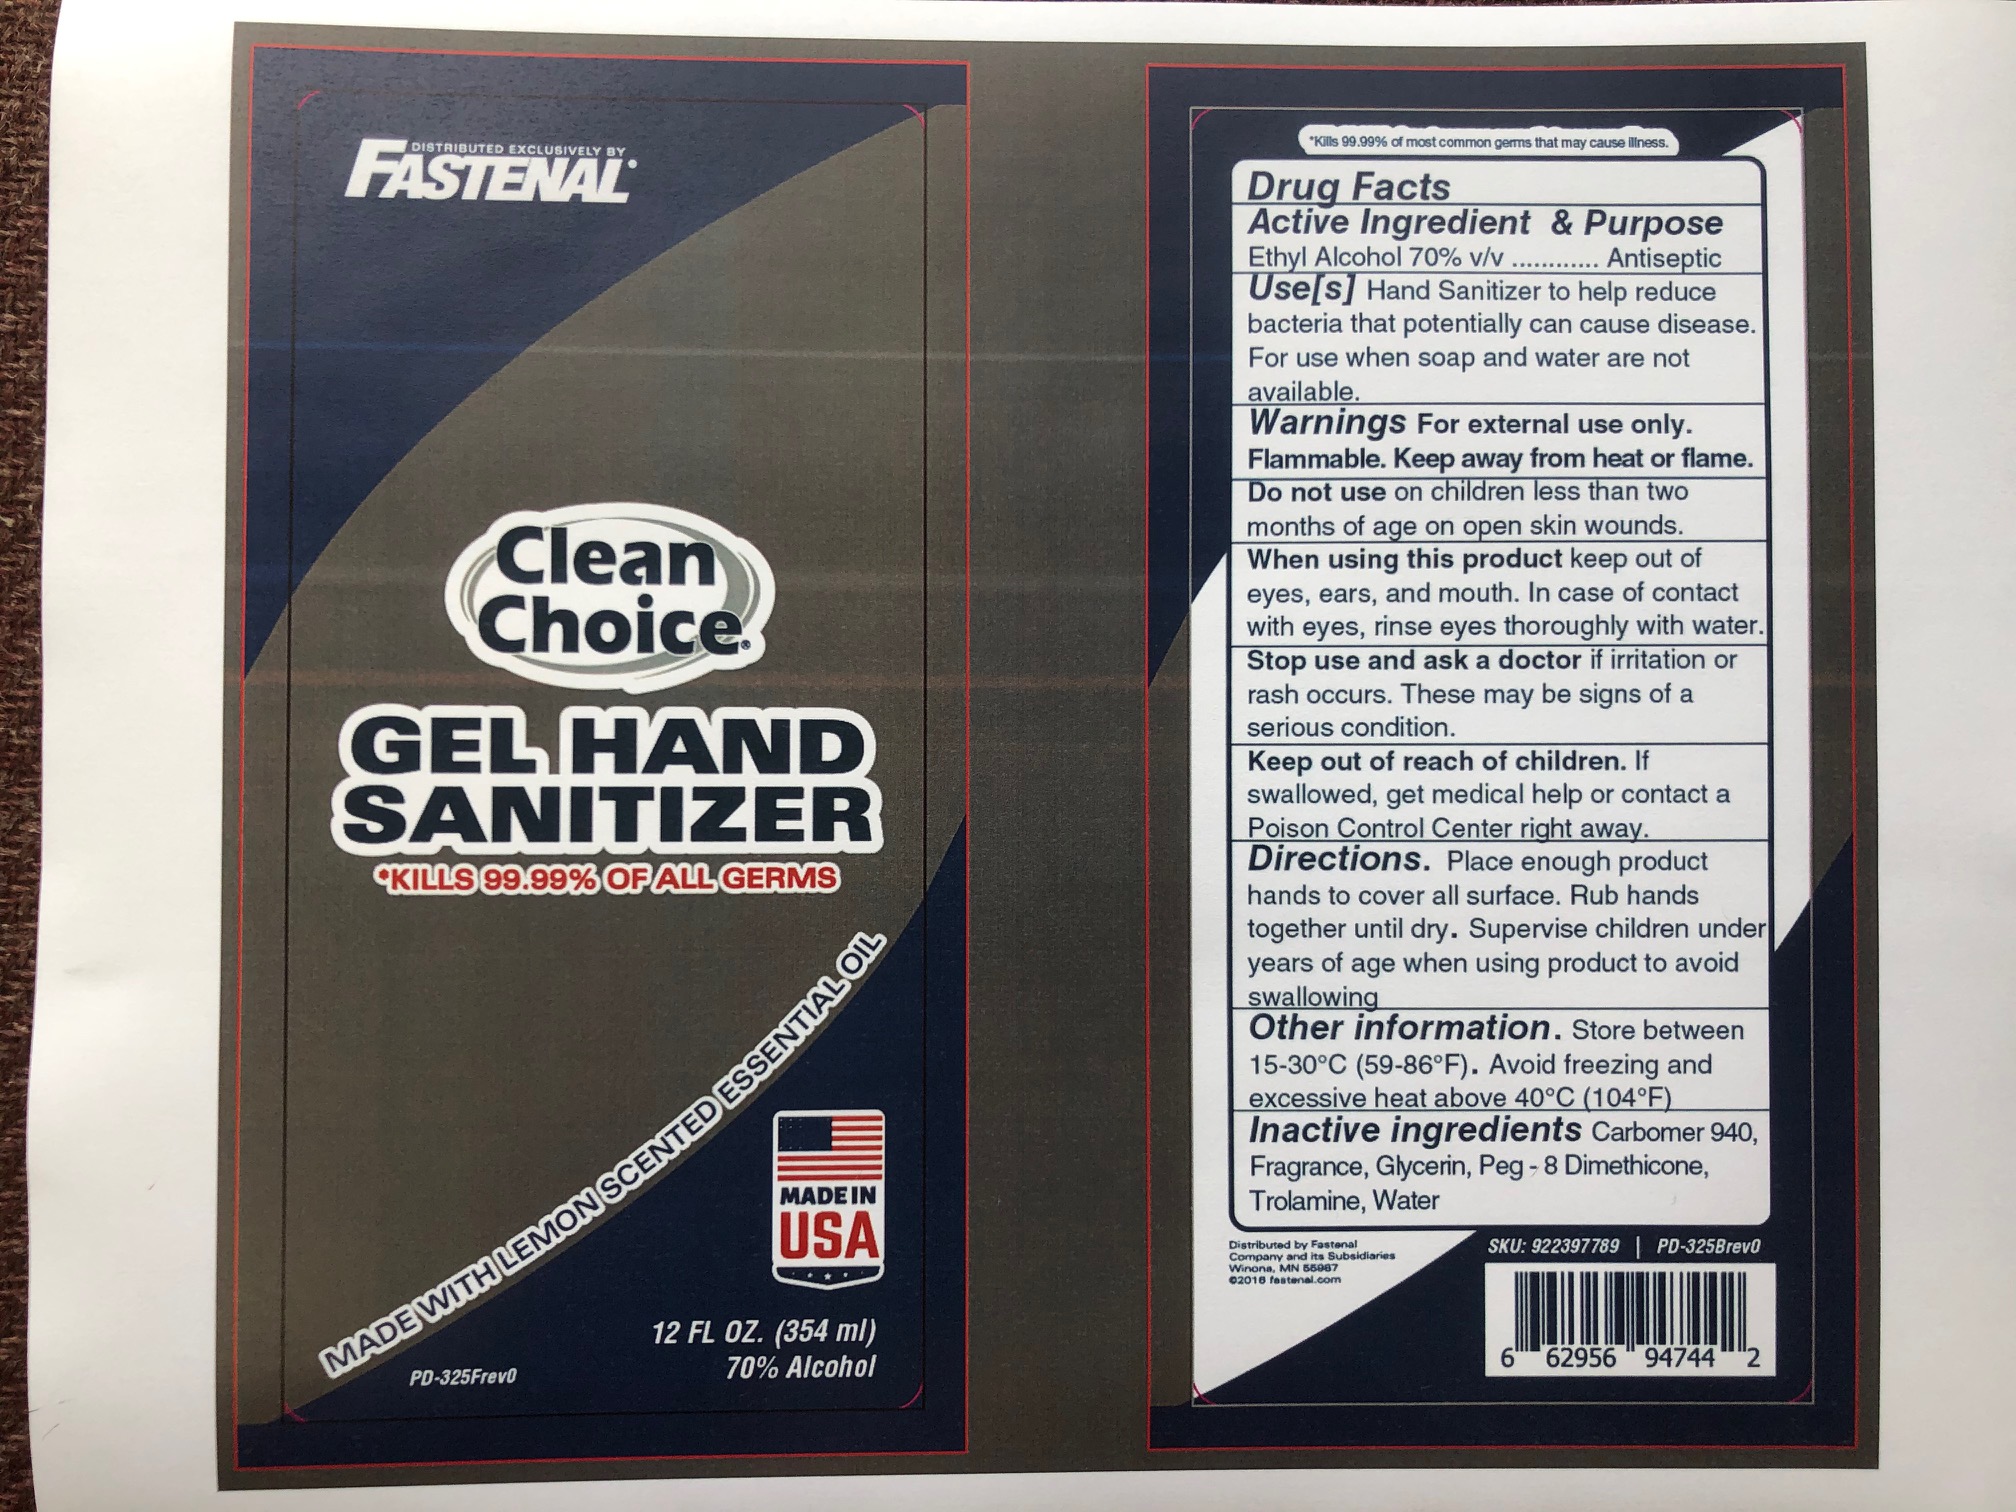 DISTRIBUTED EXCLUSIVELY BY
FASTENAL®
Clean
Choice®
GEL HAND
SANITIZER
*KILLS 99.99% OF ALL GERMS
MADE WITH LEMON SCENTED ESSENTIAL OIL
MADE IN
USA
12 FL OZ. (354 ml)
70% Alcohol
PD-325Frev0
*Kills 99.99% of most common germs that may cause illness.
Drug Facts
Active Ingredient & Purpose
Ethyl Alcohol 70% v/v ............ Antiseptic
Use[s] Hand Sanitizer to help reduce
bacteria that potentially can cause disease.
For use when soap and water are not
available.
Warnings For external use only.
Flammable. Keep away from heat or flame.
Do not use on children less than two
months of age on open skin wounds.
When using this product keep out of
eyes, ears, and mouth. In case of contact
with eyes, rinse eyes thoroughly with water.
Stop use and ask a doctor if irritation or
rash occurs. These may be signs of a
serious condition.
Keep out of reach of children. If
swallowed, get medical help or contact a
Poison Control Center right away.
Directions. Place enough product
hands to cover all surface. Rub hands
together until dry. Supervise children under
years of age when using product to avoid
swallowing
Other information. Store between
15-30°C (59-86°F). Avoid freezing and
excessive heat above 40°C (104°F)
Inactive ingredients Carbomer 940,
Fragrance, Glycerin, Peg - 8 Dimethicone,
Trolamine, Water
Distributed by Fastenal
Company and its Subsidiaries
Winona, MN 55987
©2018 fastenal.com
SKU: 922397789 | PD-325Brev0
6 62956 94744 2